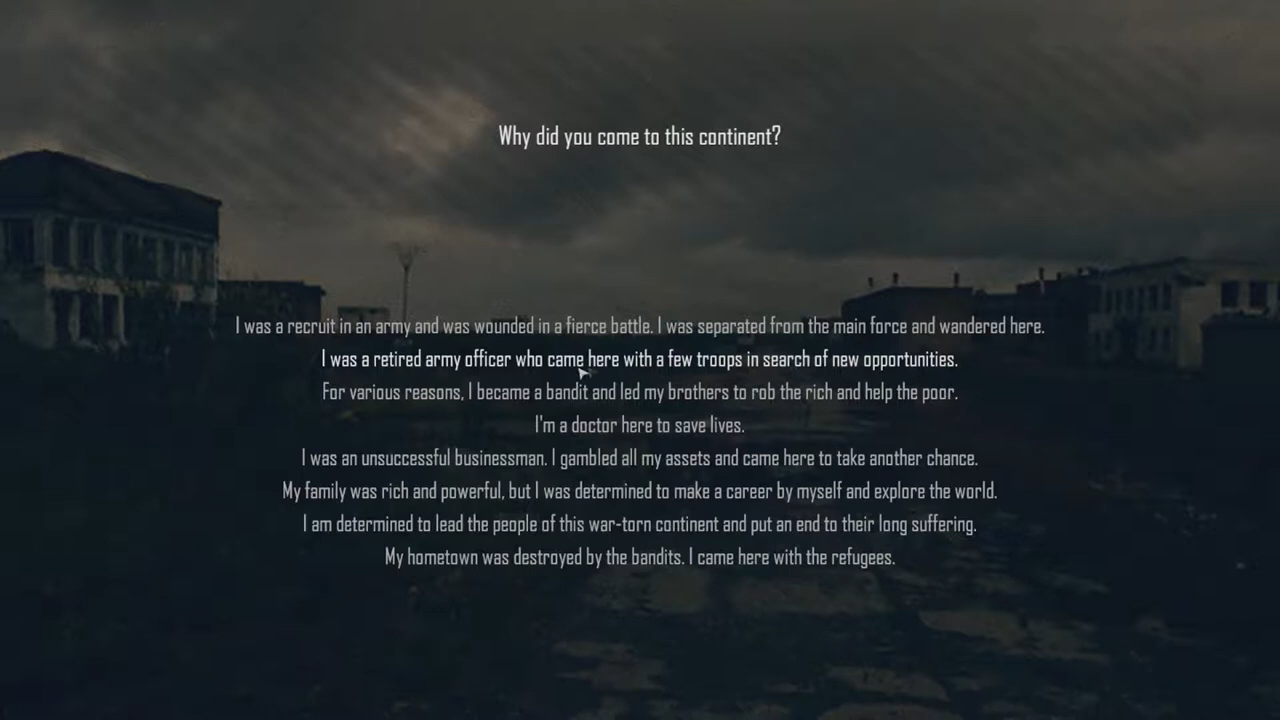 Why did you come to this continent?
I was a recruit in an army and was wounded in a fierce battle. I was separated from the main force and wandered here.
I was a retired army officer who came here with a few troops in search of new opportunities.
For various reasons, I became a bandit and led my brothers to rob the rich and help the poor.
I'm a doctor here to save lives.
I was an unsuccessful businessman. I gambled all my assets and came here to take another chance.
My family was rich and powerful, but I was determined to make a career by myself and explore the world.
I am determined to lead the people of this war-torn continent and put an end to their long suffering.
My hometown was destroyed by the bandits. I came here with the refugees.